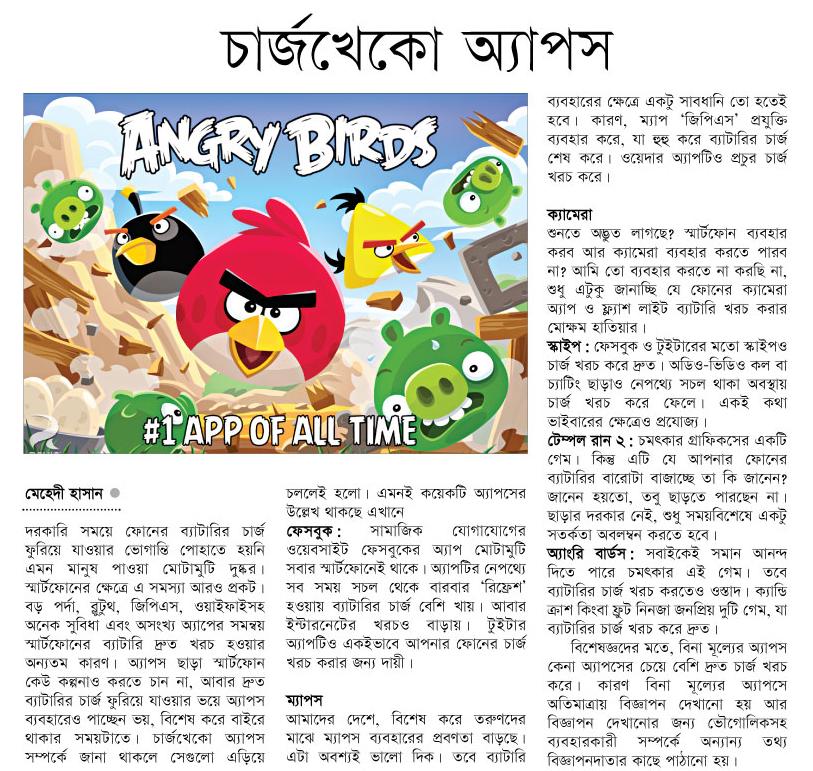 চার্জখেকো অ্যাপস
ANGRY BIRDS
#1 APP OF ALL TIME
মেহেদী হাসান
দরকারি সময়ে ফোনের ব্যাটারির চার্জ
ফুরিয়ে যাওয়ার ভোগান্তি পোহাতে হয়নি
এমন মানুষ পাওয়া মোটামুটি দুষ্কর।
স্মার্টফোনের ক্ষেত্রে এ সমস্যা আরও প্রকট।
বড় পর্দা, ব্লুটুথ, জিপিএস, ওয়াইফাইসহ
অনেক সুবিধা এবং অসংখ্য অ্যাপের সমন্বয়
স্মার্টফোনের ব্যাটারি দ্রুত খরচ হওয়ার
অন্যতম কারণ। অ্যাপস ছাড়া স্মার্টফোন
কেউ কল্পনাও করতে চান না, আবার দ্রুত
ব্যাটারির চার্জ ফুরিয়ে যাওয়ার ভয়ে অ্যাপস
ব্যবহারেও পাচ্ছেন ভয়, বিশেষ করে বাইরে
থাকার সময়টাতে। চার্জখেকো অ্যাপস
সম্পর্কে জানা থাকলে সেগুলো এড়িয়ে
চললেই হলো। এমনই কয়েকটি অ্যাপসের
উল্লেখ থাকছে এখানে
ফেসবুক : সামাজিক যোগাযোগের
ওয়েবসাইট ফেসবুকের অ্যাপ মোটামুটি
সবার স্মার্টফোনেই থাকে। অ্যাপটির নেপথ্যে
সব সময় সচল থেকে বারবার ‘রিফ্রেশ’
হওয়ায় ব্যাটারির চার্জ বেশি খায়। আবার
ইন্টারনেটের খরচও বাড়ায়। টুইটার
অ্যাপটিও একইভাবে আপনার ফোনের চার্জ
খরচ করার জন্য দায়ী।
ম্যাপস
আমাদের দেশে, বিশেষ করে তরুণদের
মাঝে ম্যাপস ব্যবহারের প্রবণতা বাড়ছে।
এটা অবশ্যই ভালো দিক। তবে ব্যাটারি
ব্যবহারের ক্ষেত্রে একটু সাবধানি তো হতেই
হবে। কারণ, ম্যাপ ‘জিপিএস’ প্রযুক্তি
ব্যবহার করে, যা হুহু করে ব্যাটারির চার্জ
শেষ করে। ওয়েদার অ্যাপটিও প্রচুর চার্জ
খরচ করে।
ক্যামেরা
শুনতে অদ্ভুত লাগছে? স্মার্টফোন ব্যবহার
করব আর ক্যামেরা ব্যবহার করতে পারব
না? আমি তো ব্যবহার করতে না করছি না,
শুধু এটুকু জানাচ্ছি যে ফোনের ক্যামেরা
অ্যাপ ও ফ্ল্যাশ লাইট ব্যাটারি খরচ করার
মোক্ষম হাতিয়ার।
স্কাইপ : ফেসবুক ও টুইটারের মতো স্কাইপও
চার্জ খরচ করে দ্রুত। অডিও-ভিডিও কল বা
চ্যাটিং ছাড়াও নেপথ্যে সচল থাকা অবস্থায়
চার্জ খরচ করে ফেলে। একই কথা
ভাইবারের ক্ষেত্রেও প্রযোজ্য।
টেম্পল রান ২ : চমৎকার গ্রাফিকসের একটি
গেম। কিন্তু এটি যে আপনার ফোনের
ব্যাটারির বারোটা বাজাচ্ছে তা কি জানেন?
জানেন হয়তো, তবু ছাড়তে পারছেন না।
ছাড়ার দরকার নেই, শুধু সময়বিশেষে একটু
সতর্কতা অবলম্বন করতে হবে।
অ্যাংরি বার্ডস : সবাইকেই সমান আনন্দ
দিতে পারে চমৎকার এই গেম। তবে
ব্যাটারির চার্জ খরচ করতেও ওস্তাদ। ক্যান্ডি
ক্রাশ কিংবা ফ্রুট নিনজা জনপ্রিয় দুটি গেম, যা
ব্যাটারির চার্জ খরচ করে দ্রুত।
বিশেষজ্ঞদের মতে, বিনা মূল্যের অ্যাপস
কেনা অ্যাপসের চেয়ে বেশি দ্রুত চার্জ খরচ
করে। কারণ বিনা মূল্যের অ্যাপসে
অতিমাত্রায় বিজ্ঞাপন দেখানো হয় আর
বিজ্ঞাপন দেখানোর জন্য ভৌগোলিকসহ
ব্যবহারকারী সম্পর্কে অন্যান্য তথ্য
বিজ্ঞাপনদাতার কাছে পাঠানো হয়।